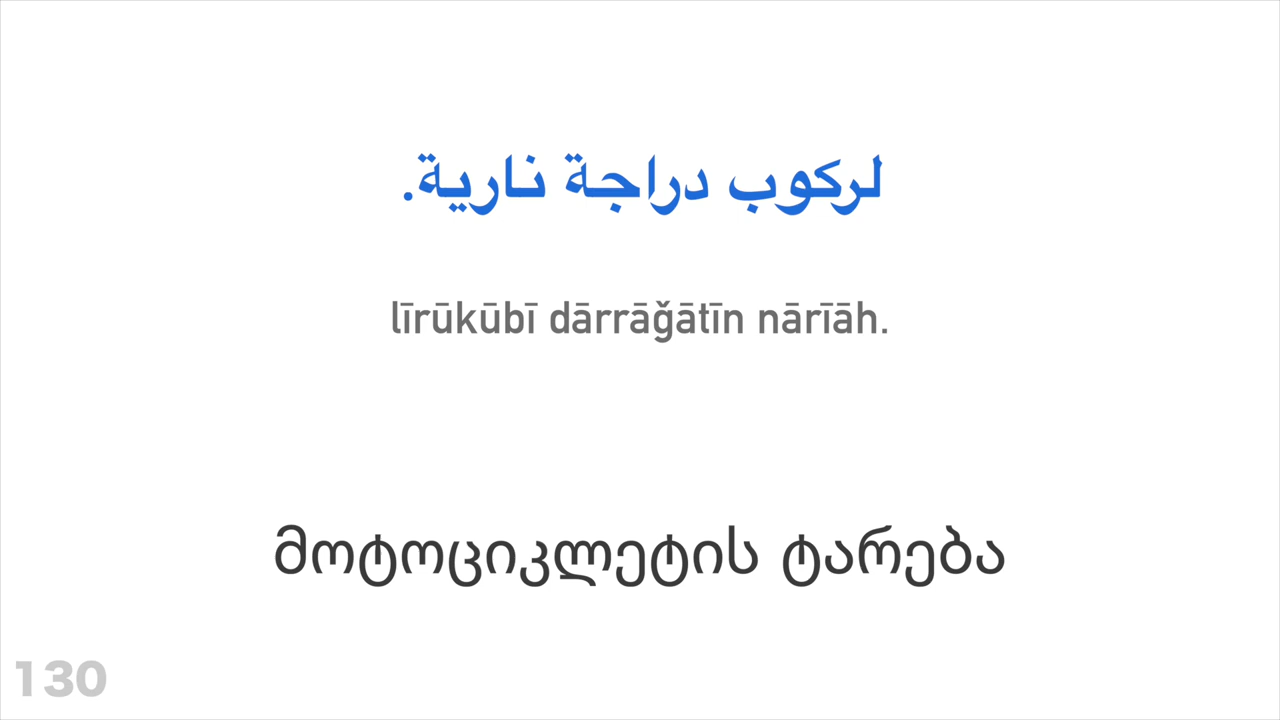 لركوب دراجة نارية.
līrūkūbī dārrāǧātīn nārīāh.
მოტოციკლეტის ტარება
130